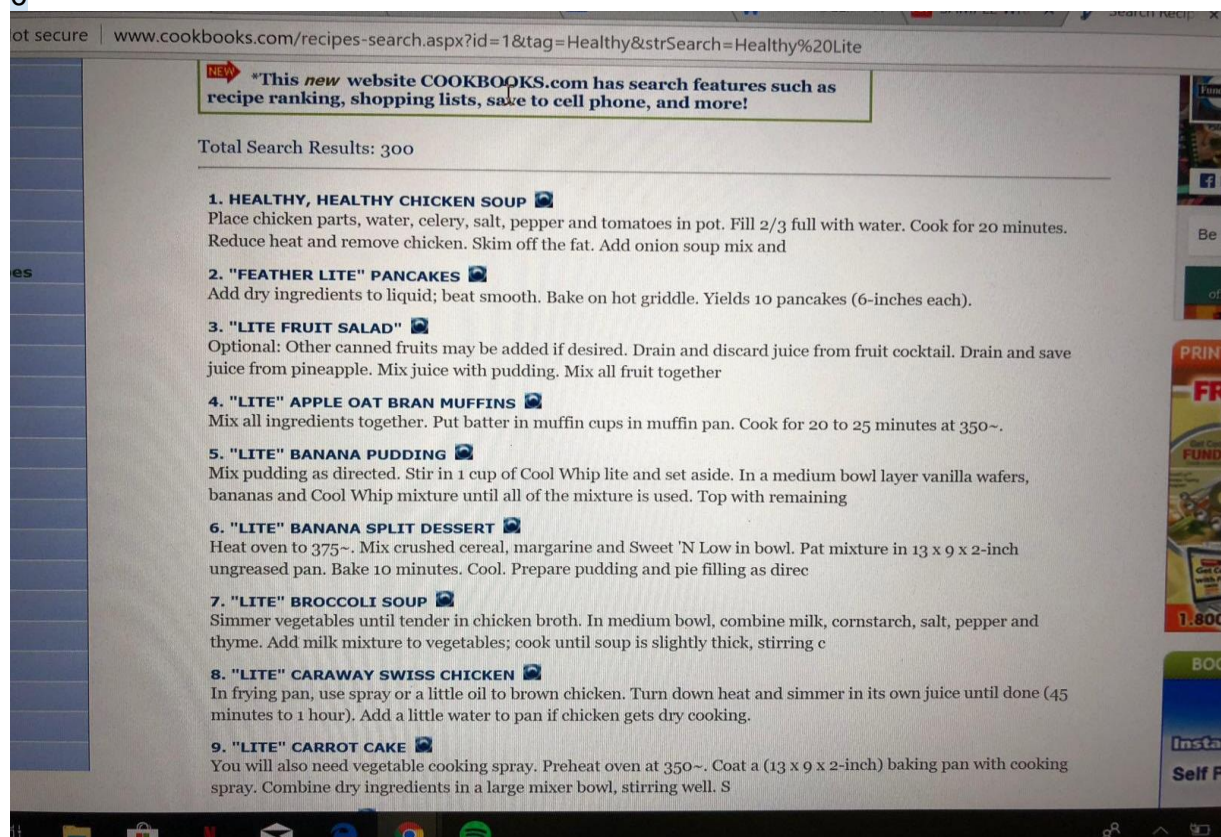 ot secure | www.cookbooks.com/recipes-search.aspx?id=1&tag=Healthy&strSearch=Healthy%20Lite
NEW *This new website COOKBOOKS.com has search features such as
recipe ranking, shopping lists, save to cell phone, and more!
Total Search Results: 300
1. HEALTHY, HEALTHY CHICKEN SOUP
Place chicken parts, water, celery, salt, pepper and tomatoes in pot. Fill 2/3 full with water. Cook for 20 minutes.
Reduce heat and remove chicken. Skim off the fat. Add onion soup mix and
es
2. "FEATHER LITE" PANCAKES
Add dry ingredients to liquid; beat smooth. Bake on hot griddle. Yields 10 pancakes (6-inches each).
3. "LITE FRUIT SALAD"
Optional: Other canned fruits may be added if desired. Drain and discard juice from fruit cocktail. Drain and save
juice from pineapple. Mix juice with pudding. Mix all fruit together
4. "LITE" APPLE OAT BRAN MUFFINS
Mix all ingredients together. Put batter in muffin cups in muffin pan. Cook for 20 to 25 minutes at 350~.
5. "LITE" BANANA PUDDING
Mix pudding as directed. Stir in 1 cup of Cool Whip lite and set aside. In a medium bowl layer vanilla wafers,
bananas and Cool Whip mixture until all of the mixture is used. Top with remaining
6. "LITE" BANANA SPLIT DESSERT
Heat oven to 375~. Mix crushed cereal, margarine and Sweet 'N Low in bowl. Pat mixture in 13 x 9 x 2-inch
ungreased pan. Bake 10 minutes. Cool. Prepare pudding and pie filling as direc
7. "LITE" BROCCOLI SOUP
Simmer vegetables until tender in chicken broth. In medium bowl, combine milk, cornstarch, salt, pepper and
thyme. Add milk mixture to vegetables; cook until soup is slightly thick, stirring c
8. "LITE" CARAWAY SWISS CHICKEN
In frying pan, use spray or a little oil to brown chicken. Turn down heat and simmer in its own juice until done (45
minutes to 1 hour). Add a little water to pan if chicken gets dry cooking.
9. "LITE" CARROT CAKE
You will also need vegetable cooking spray. Preheat oven at 350~. Coat a (13 x 9 x 2-inch) baking pan with cooking
spray. Combine dry ingredients in a large mixer bowl, stirring well. S
Be
of
PRIN
FR
FUND
1.800
BOO
Insta
Self P